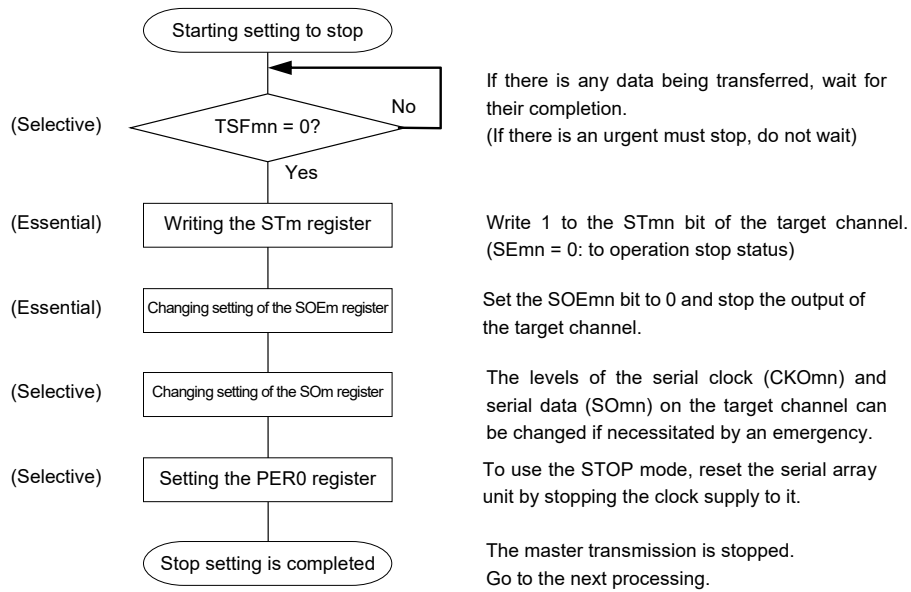 Starting setting to stop
If there is any data being transferred, wait for
their completion.
(If there is an urgent must stop, do not wait)
(Selective)
TSFmn = 0?
No
Yes
(Essential)
Writing the STm register
Write 1 to the STmn bit of the target channel.
(SEmn = 0: to operation stop status)
(Essential)
Changing setting of the SOEm register
Set the SOEmn bit to 0 and stop the output of
the target channel.
(Selective)
Changing setting of the SOm register
The levels of the serial clock (CKOmn) and
serial data (SOmn) on the target channel can
be changed if necessitated by an emergency.
(Selective)
Setting the PER0 register
To use the STOP mode, reset the serial array
unit by stopping the clock supply to it.
Stop setting is completed
The master transmission is stopped.
Go to the next processing.